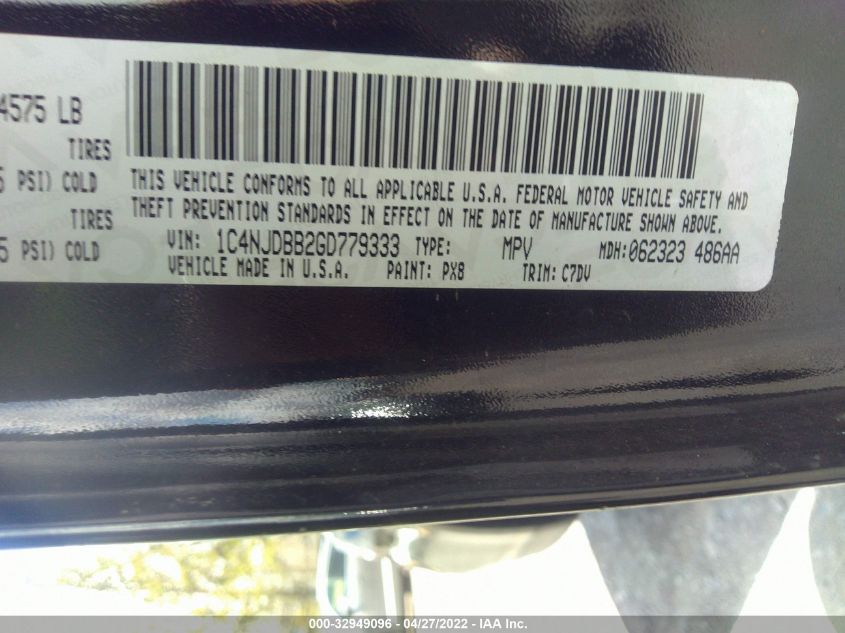 4575 LB
TIRES
5 PSI) COLD
TIRES
5 PSI) COLD
THIS VEHICLE CONFORMS TO ALL APPLICABLE U.S.A. FEDERAL MOTOR VEHICLE SAFETY AND
THEFT PREVENTION STANDARDS IN EFFECT ON THE DATE OF MANUFACTURE SHOWN ABOVE.
VIN: 1C4NJDBB2GD779333 TYPE: MPV MDH:062323 486AA
VEHICLE MADE IN U.S.A. PAINT: PX8 TRIM: C7DV
000-32949096 - 04/27/2022 - IAA Inc.